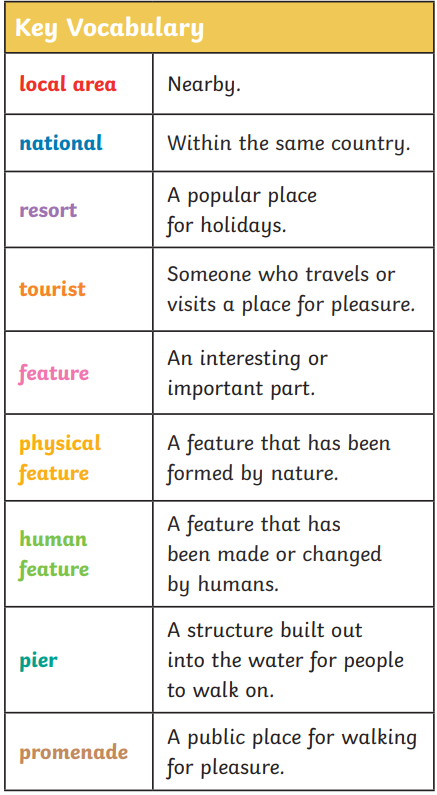 Key Vocabulary
local area
Nearby.
national
Within the same country.
resort
A popular place
for holidays.
tourist
Someone who travels or
visits a place for pleasure.
feature
An interesting or
important part.
physical
feature
A feature that has been
formed by nature.
human
feature
A feature that has
been made or changed
by humans.
pier
A structure built out
into the water for people
to walk on.
promenade
A public place for walking
for pleasure.